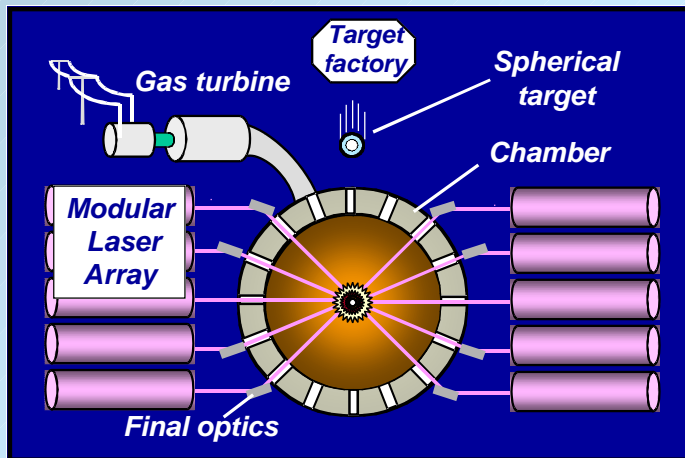 Target
factory
Gas turbine
Spherical
target
Chamber
Modular
Laser
Array
Final optics